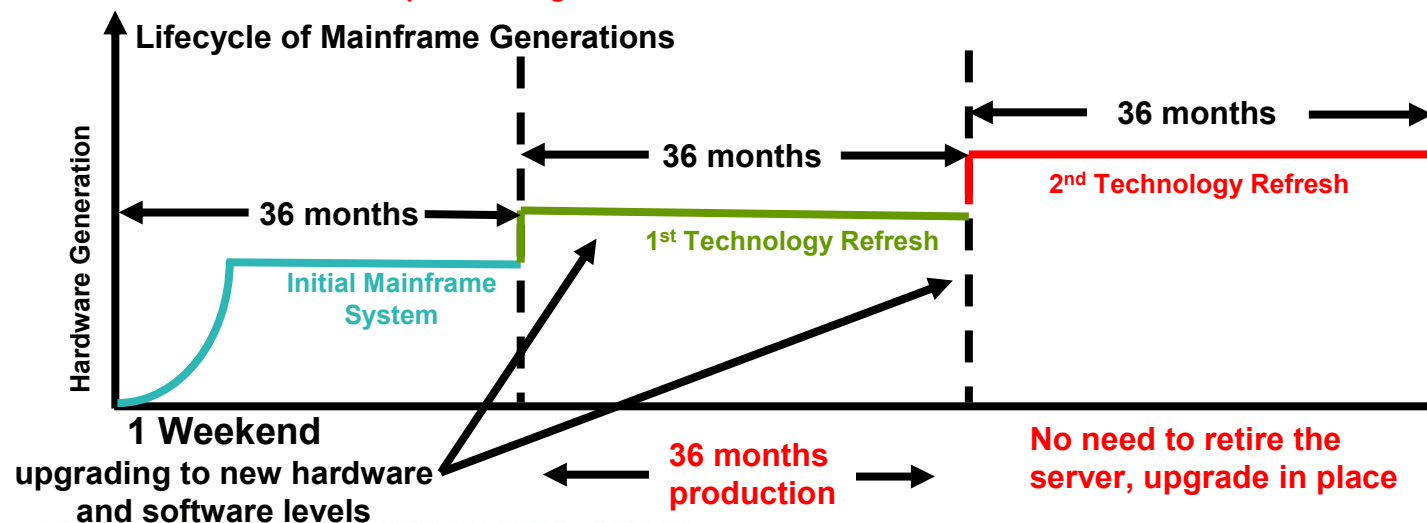 Lifecycle of Mainframe Generations
Hardware Generation
36 months
36 months
36 months
2nd Technology Refresh
1st Technology Refresh
Initial Mainframe
System
1 Weekend
upgrading to new hardware
and software levels
36 months
production
No need to retire the
server, upgrade in place